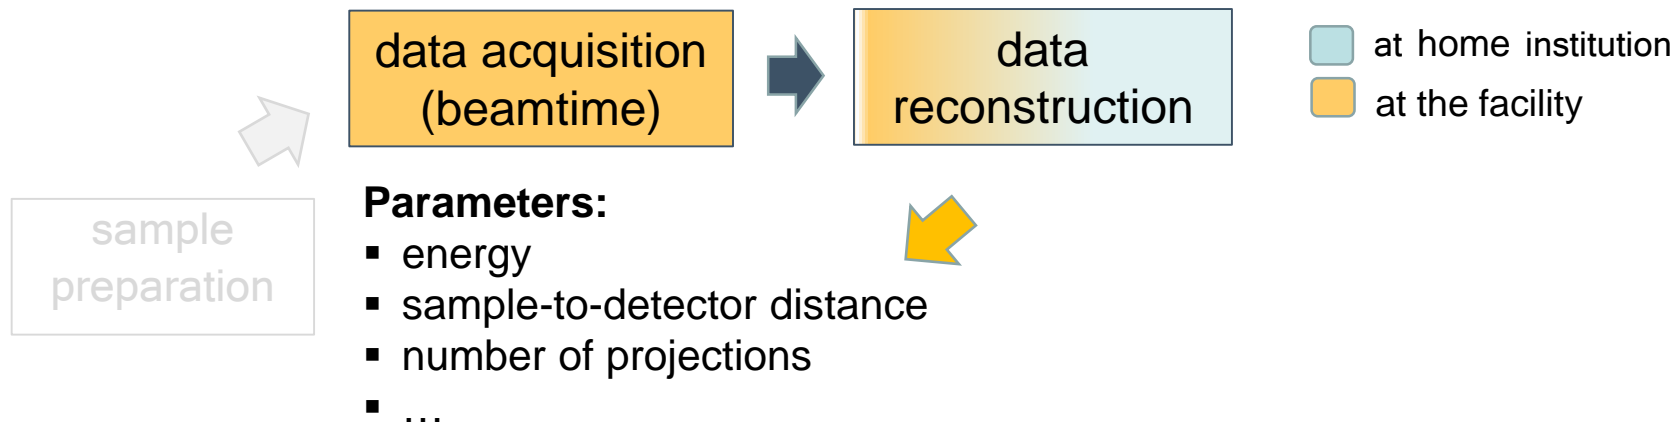 data acquisition
(beamtime)
data
reconstruction
at home institution
at the facility
sample
preparation
Parameters:
▪ energy
▪ sample-to-detector distance
▪ number of projections
▪ ...